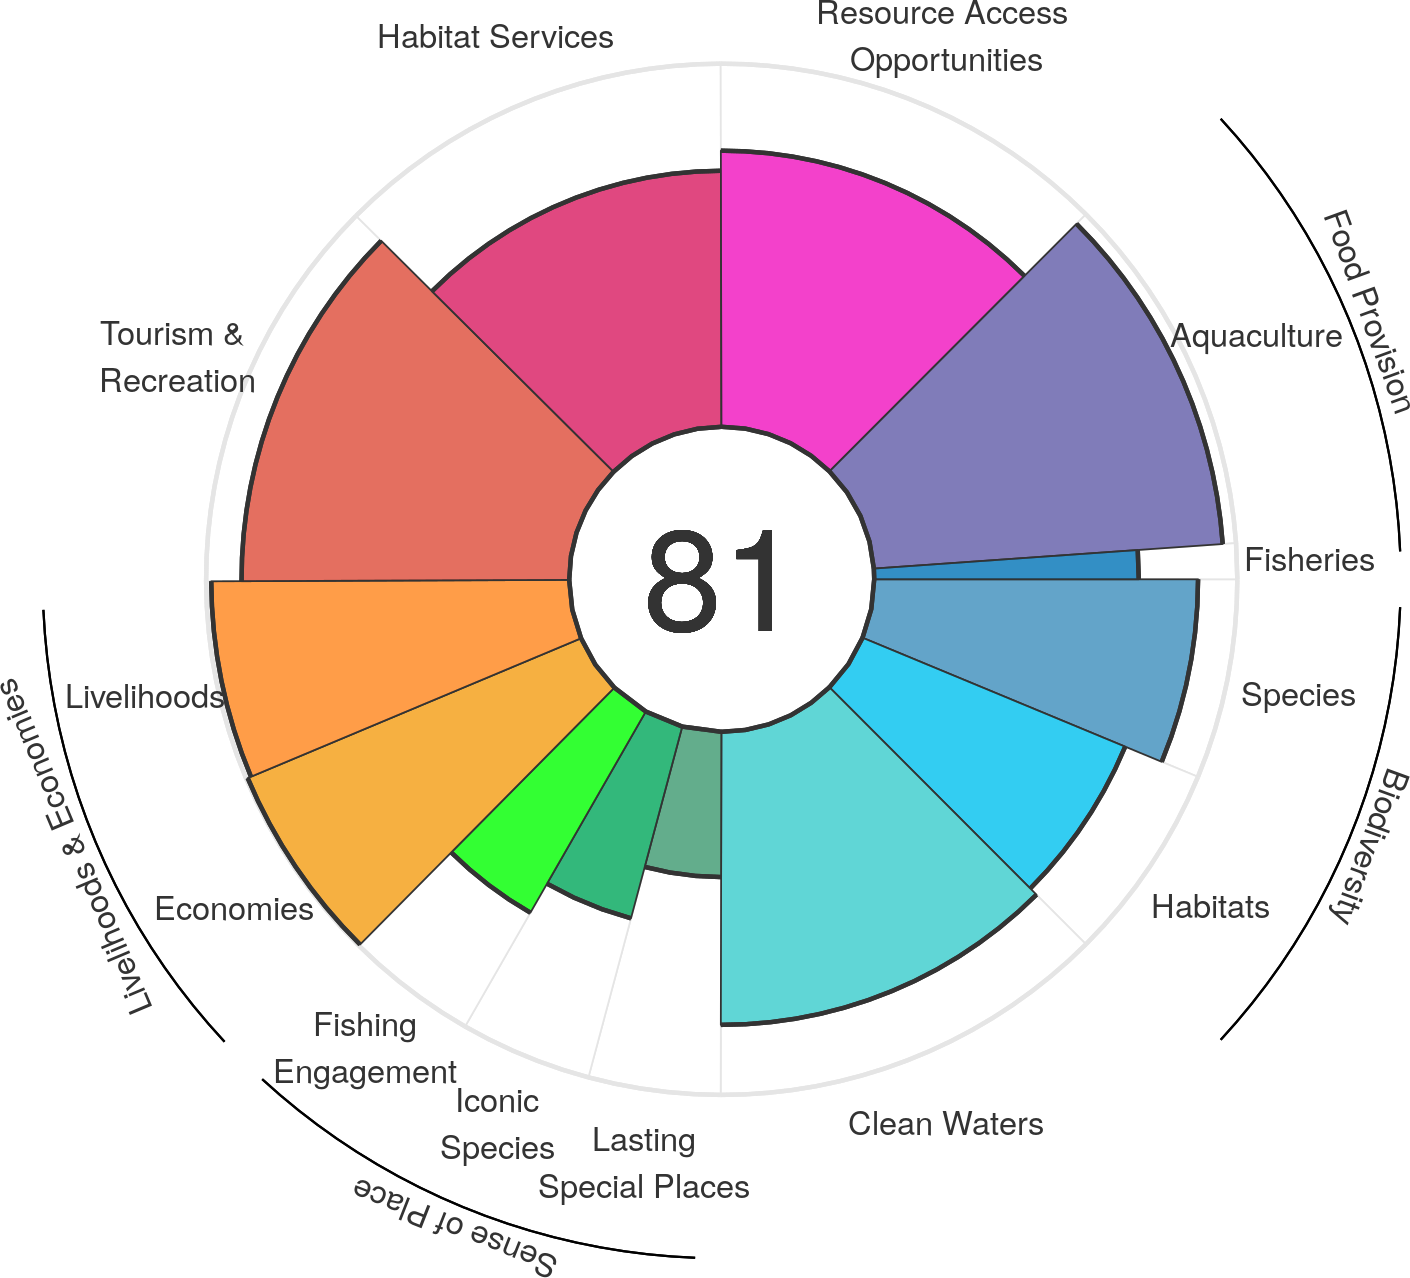 Habitat Services
Resource Access
Opportunities
Food Provision
Aquaculture
Tourism &
Recreation
81
Fisheries
Species
Livelihoods
Livelihoods & Economies
Biodiversity
Habitats
Economies
Fishing
Engagement
Iconic
Species
Lasting
Special Places
Clean Waters
Sense of Place